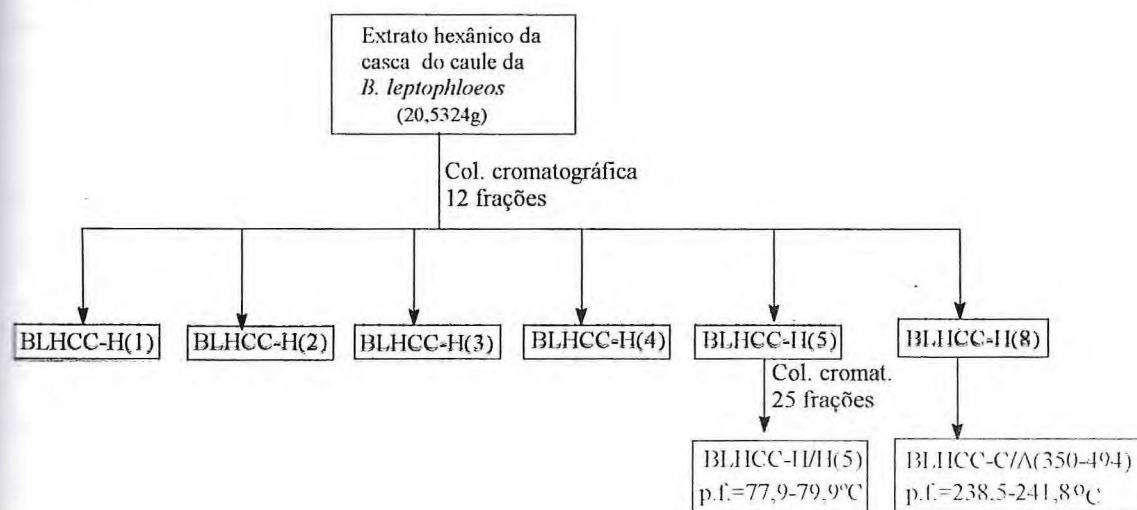 Extrato hexânico da
casca do caule da
B. leptophloeos
(20,5324g)
Col. cromatográfica
12 frações
BLHCC-H(1)
BLHCC-H(2)
BLHCC-H(3)
BLHCC-H(4)
BLHCC-H(5)
BLHCC-H(8)
Col. cromat.
25 frações
BLHCC-H/H(5)
p.f.=77,9-79,9ºC
BLHCC-C/A(350-494)
p.f.=238.5-241,8ºC